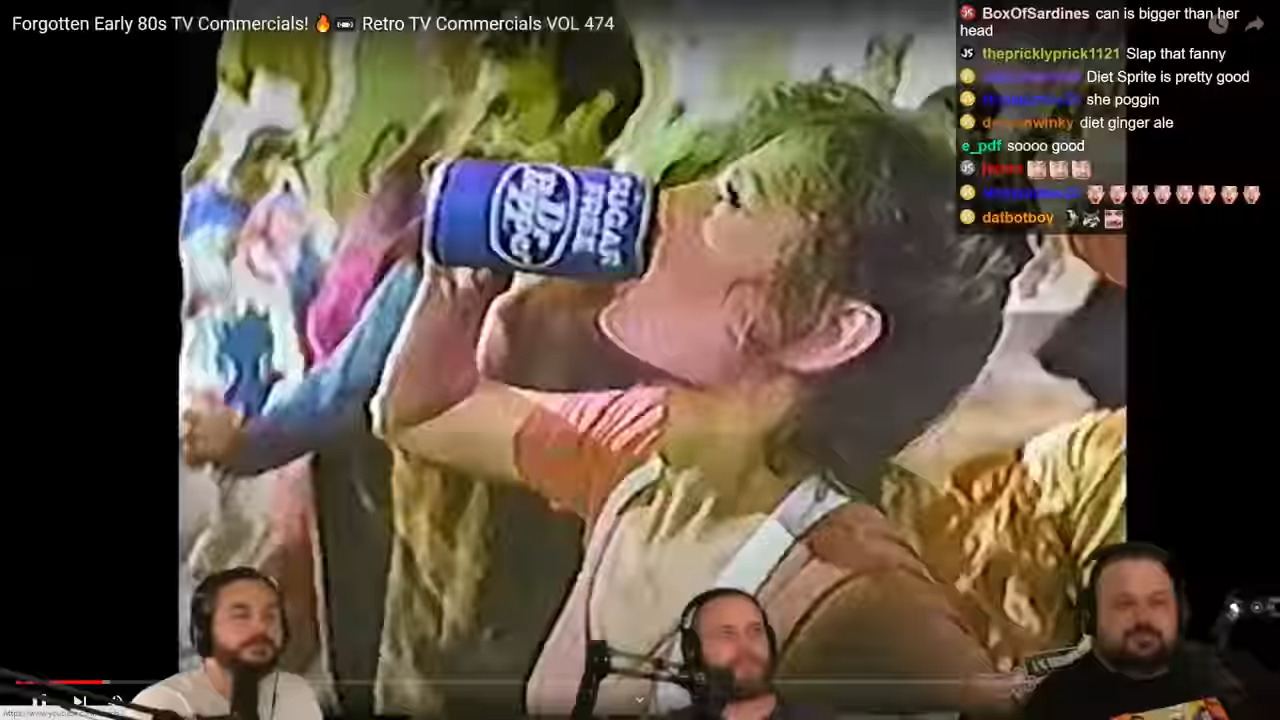 Forgotten Early 80s TV Commercials! 🔥 📼 Retro TV Commercials VOL 474
BoxOfSardines can is bigger than her
head
thepricklyprick1121 Slap that fanny
Diet Sprite is pretty good
she poggin
diet ginger ale
e_pdf soooo good
datbotboy
SUGAR
FREE
Dr
Pepper